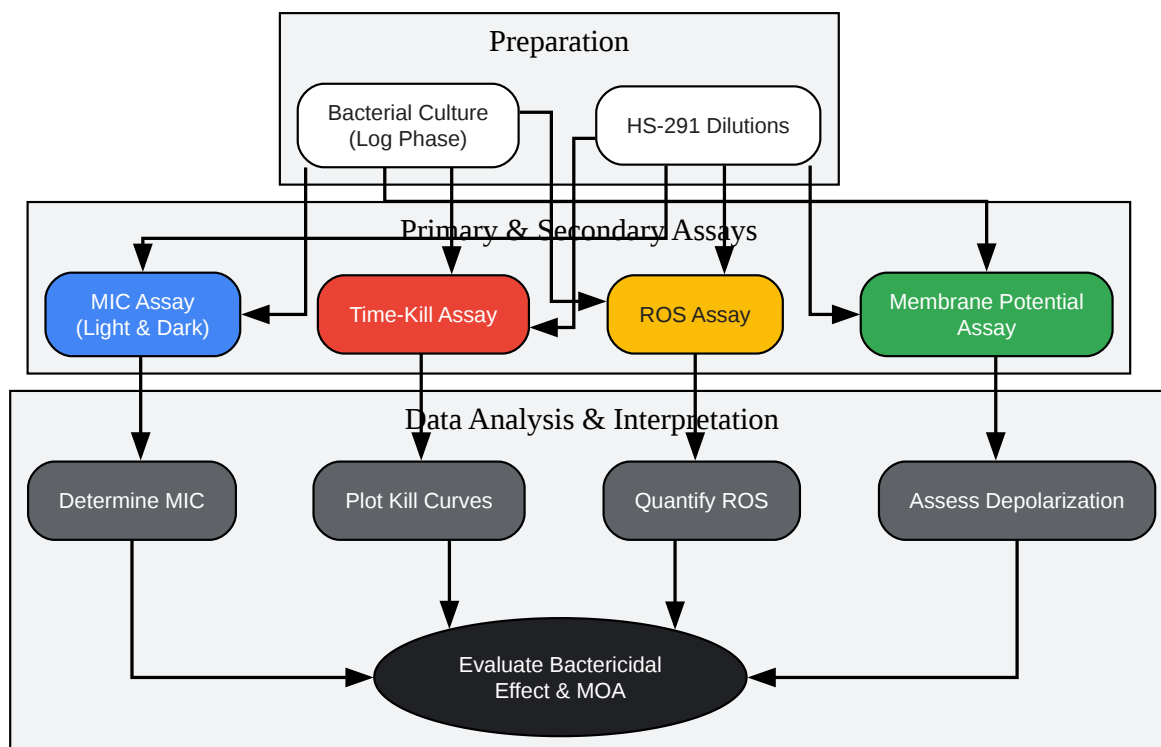 Preparation
Bacterial Culture
(Log Phase)
HS-291 Dilutions
Primary & Secondary Assays
MIC Assay
(Light & Dark)
Time-Kill Assay
ROS Assay
Membrane Potential
Assay
Data Analysis & Interpretation
Determine MIC
Plot Kill Curves
Quantify ROS
Assess Depolarization
Evaluate Bactericidal
Effect & MOA